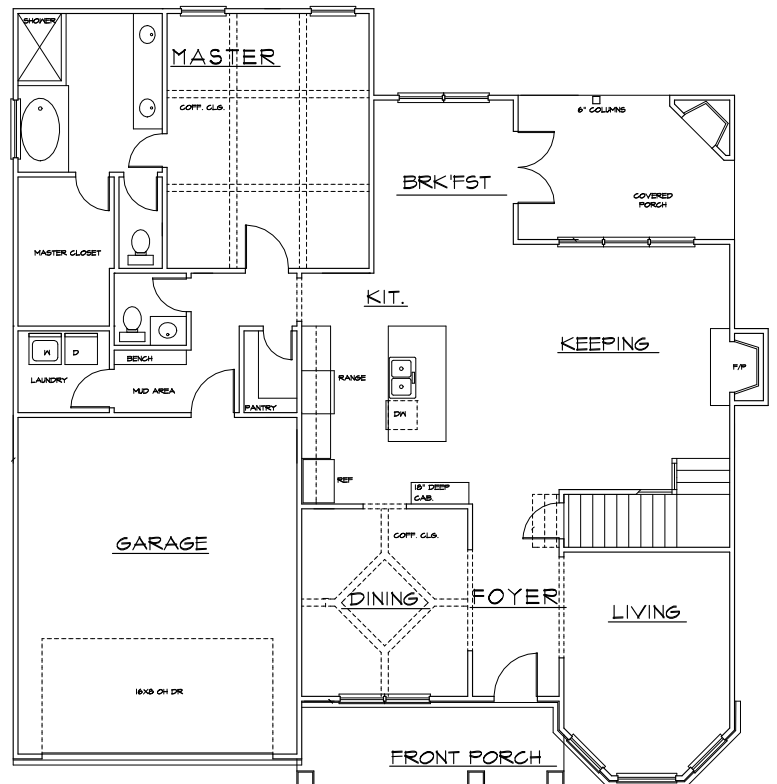 SHOWER
MASTER
COFF. CLG.
6" COLUMNS
BRK'FST
COVERED
PORCH
MASTER CLOSET
KIT.
KEEPING
W
D
BENCH
F/P
LAUNDRY
MUD AREA
RANGE
PANTRY
DW
REF
18" DEEP
CAB.
COFF. CLG.
GARAGE
DINING
FOYER
LIVING
16X8 OH DR
FRONT PORCH